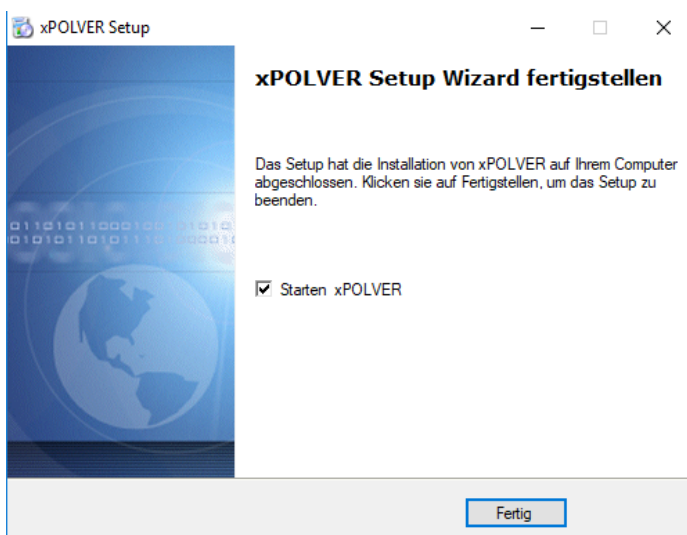 xPOLVER Setup
xPOLVER Setup Wizard fertigstellen
Das Setup hat die Installation von xPOLVER auf Ihrem Computer
abgeschlossen. Klicken sie auf Fertigstellen, um das Setup zu
beenden.
Starten xPOLVER
Fertig